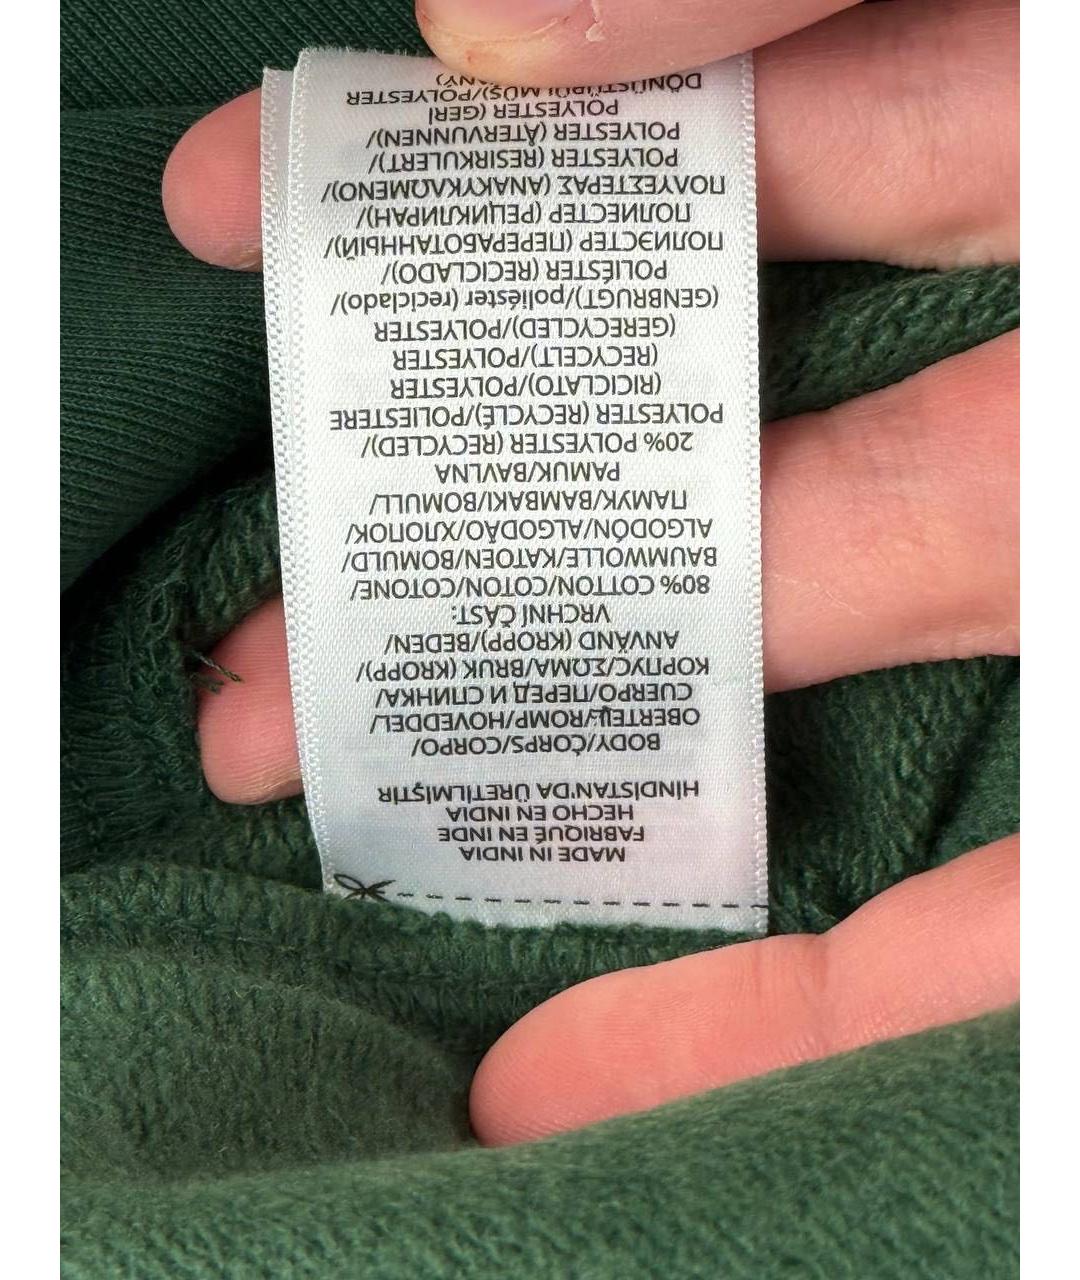 MADE IN INDIA
FABRIQUÉ EN INDE
HECHO EN INDIA
HİNDİSTAN'DA ÜRETİLMİŞTİR
BODY/CORPS/CORPO/
OBERTEIL/ROMP/HOVEDDEL/
CUERPO/ПЕРЕД И СПИНКА/
КОРПУС/ΣΩΜΑ/BRUK (KROPP)/
ANVÄND (KROPP)/BEDEN/
VRCHNÍ ČÁST:
80% COTTON/COTON/COTONE/
BAUMWOLLE/KATOEN/BOMULD/
ALGODÓN/ALGODÃO/ХЛОПОК/
ПАМУК/BAMBAKI/BOMULL/
PAMUK/BAVLNA
20% POLYESTER (RECYCLED)/
POLYESTER (RECYCLÉ)/POLIESTERE
(RICICLATO)/POLYESTER
(RECYCELT)/POLYESTER
(GERECYCLED)/POLYESTER
(GENBRUGT)/poliéster (reciclado)/
POLIÉSTER (RECICLADO)/
ПОЛИЭСТЕР (ПЕРЕРАБОТАННЫЙ)/
ПОЛИЕСТЕР (РЕЦИКЛИРАН)/
ΠΟΛΥΕΣΤΕΡΑΣ (ΑΝΑΚΥΚΛΩΜΕΝΟ)/
POLYESTER (RESIRKULERT)/
POLYESTER (ÅTERVUNNEN)/
POLYESTER (GERİ
DÖNÜŞTÜRÜLMÜŞ)/POLYESTER